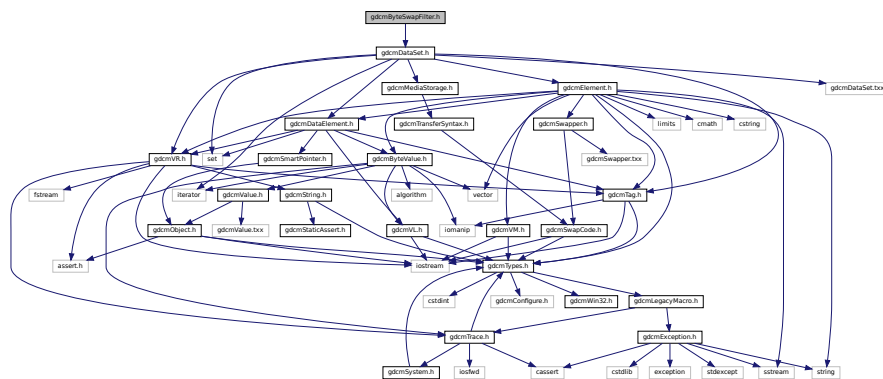 gdcmByteSwapFilter.h
gdcmDataSet.h
gdcmMediaStorage.h
gdcmElement.h
gdcmDataSet.txx
gdcmDataElement.h
gdcmTransferSyntax.h
gdcmSwapper.h
limits
cmath
cstring
gdcmVR.h
set
gdcmSmartPointer.h
gdcmByteValue.h
gdcmSwapper.txx
fstream
iterator
gdcmValue.h
gdcmString.h
algorithm
vector
gdcmTag.h
gdcmObject.h
gdcmValue.txx
gdcmStaticAssert.h
gdcmVL.h
iomanip
gdcmVM.h
gdcmSwapCode.h
assert.h
iostream
gdcmTypes.h
cstdint
gdcmConfigure.h
gdcmWin32.h
gdcmLegacyMacro.h
gdcmTrace.h
gdcmException.h
gdcmSystem.h
iosfwd
cassert
cstdlib
exception
stdexcept
sstream
string